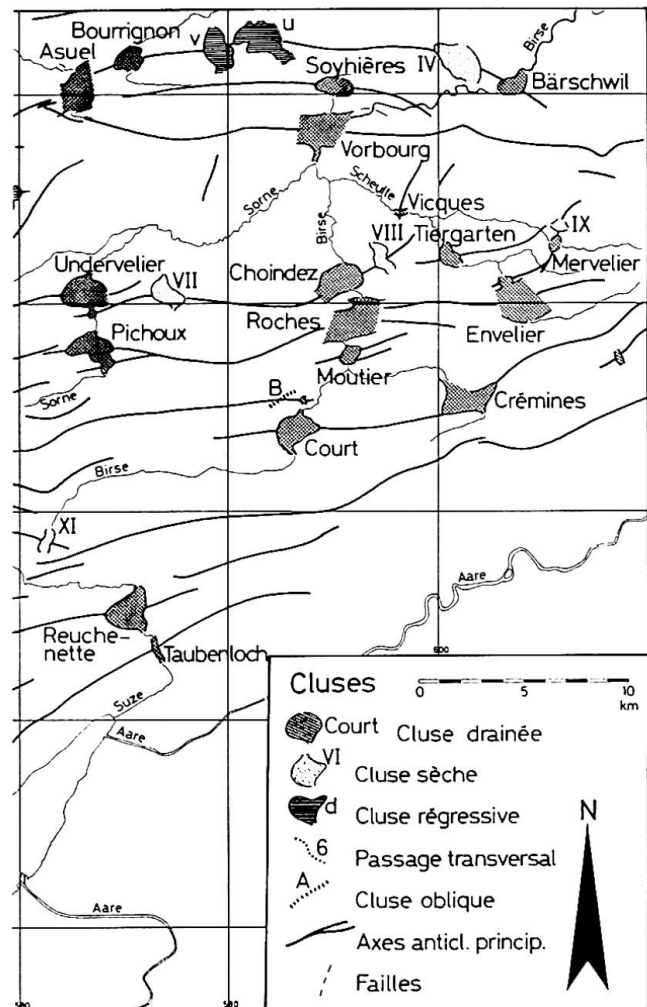 Bourrignon
v
u
Birse
Asuel
Soyhières
IV
Bärschwil
Vorbourg
Sorne
Scheulte
Vicques
Birse
VIII
Tiergarten
IX
Undervelier
VII
Choindez
Mervelier
Roches
Envelier
Pichoux
Moutier
Sorne
B
Crémines
Court
Birse
XI
Aare
Reuche-
nette
Taubenloch
600
Suze
Aare
Aare
Cluses
0 5 10
km
Court Cluse drainée
VI Cluse sèche
d Cluse régressive
6 Passage transversal
A Cluse oblique
Axes anticl. princip.
Failles
N